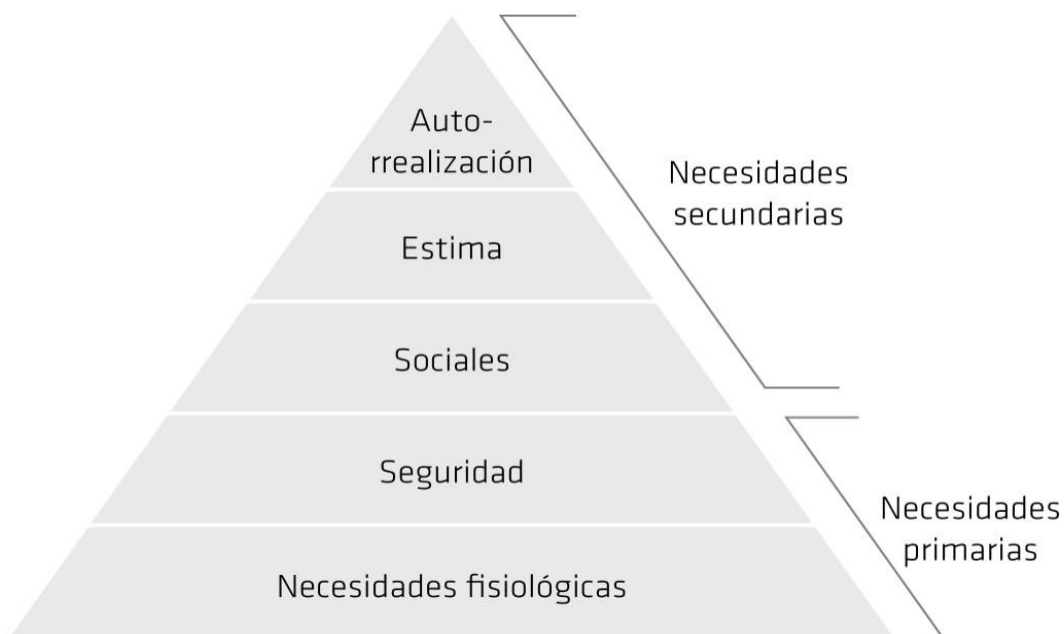 Auto-
rrealización
Necesidades
secundarias
Estima
Sociales
Seguridad
Necesidades
primarias
Necesidades fisiológicas